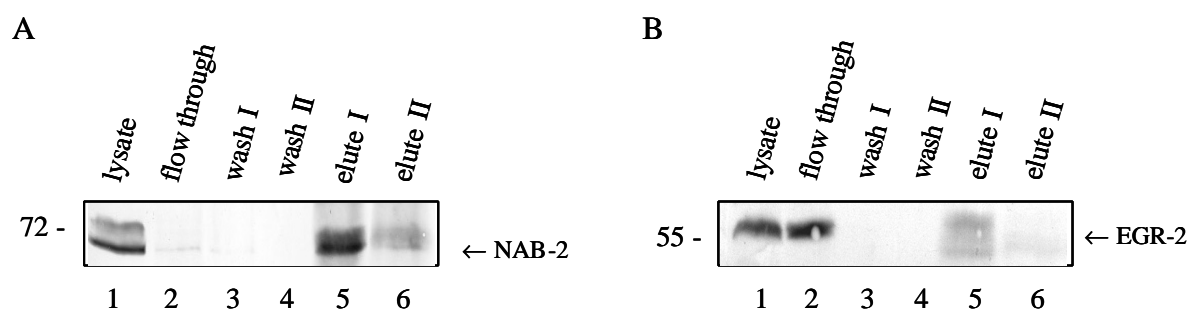 A
lysate
flow through
wash I
wash II
elute I
elute II
72 -
← NAB-2
1 2 3 4 5 6
B
lysate
flow through
wash I
wash II
elute I
elute II
55 -
← EGR-2
1 2 3 4 5 6